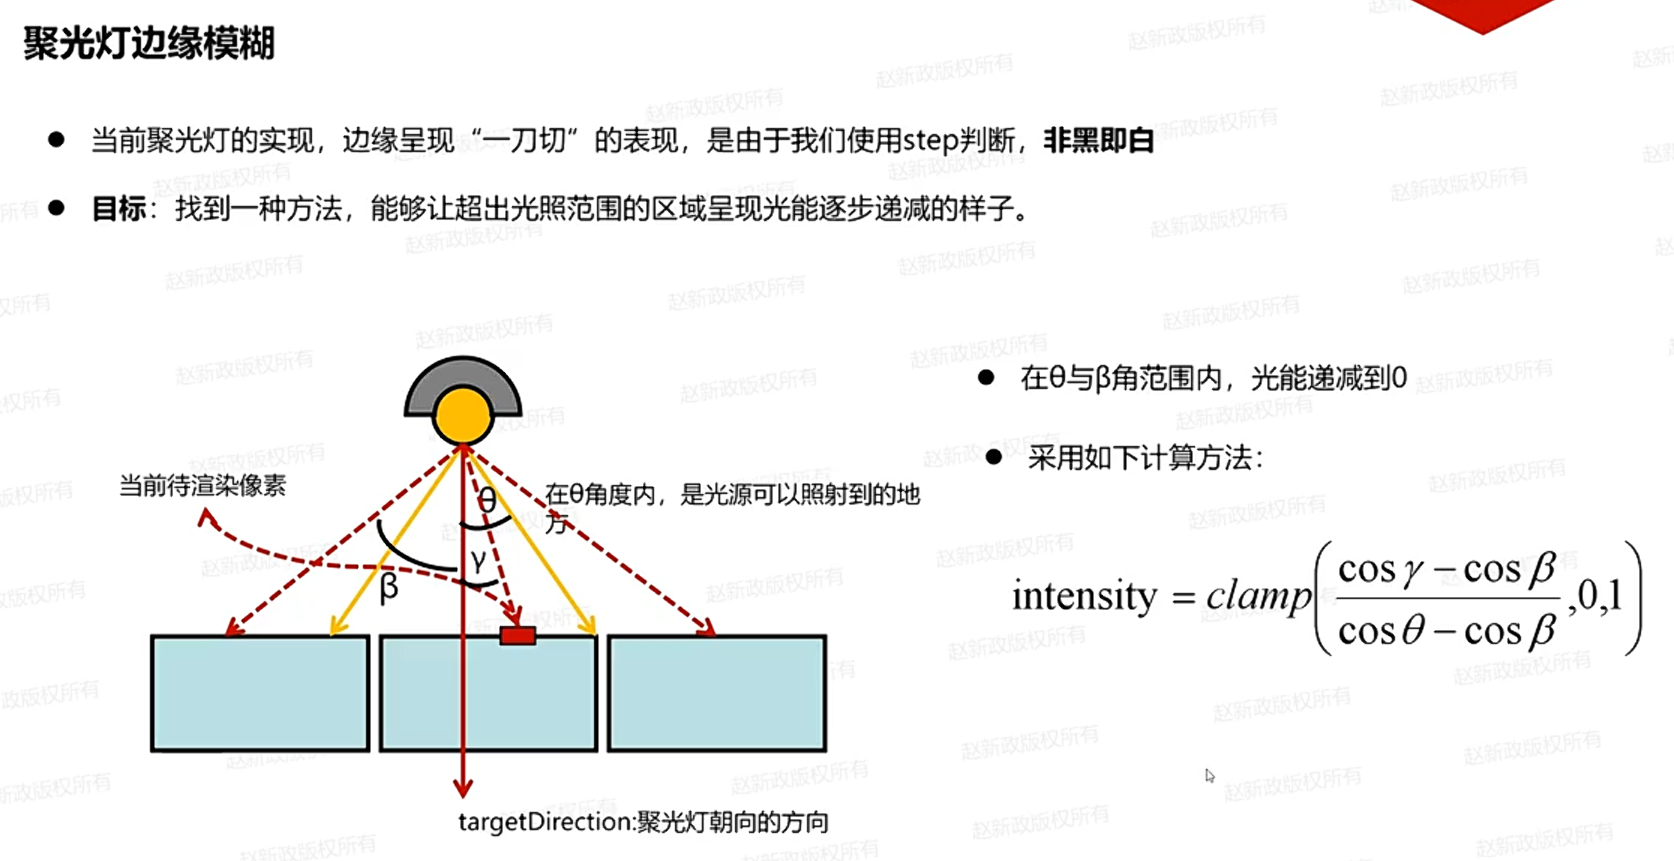 聚光灯边缘模糊
● 当前聚光灯的实现，边缘呈现“一刀切”的表现，是由于我们使用step判断，非黑即白
● 目标：找到一种方法，能够让超出光照范围的区域呈现光能逐步递减的样子。
● 在θ与β角范围内，光能递减到0
● 采用如下计算方法：
当前待渲染像素
θ
在θ角度内，是光源可以照射到的地
方
γ
β
intensity = clamp((cos γ − cos β)/(cos θ − cos β),0,1)
targetDirection:聚光灯朝向的方向
赵新政版权所有